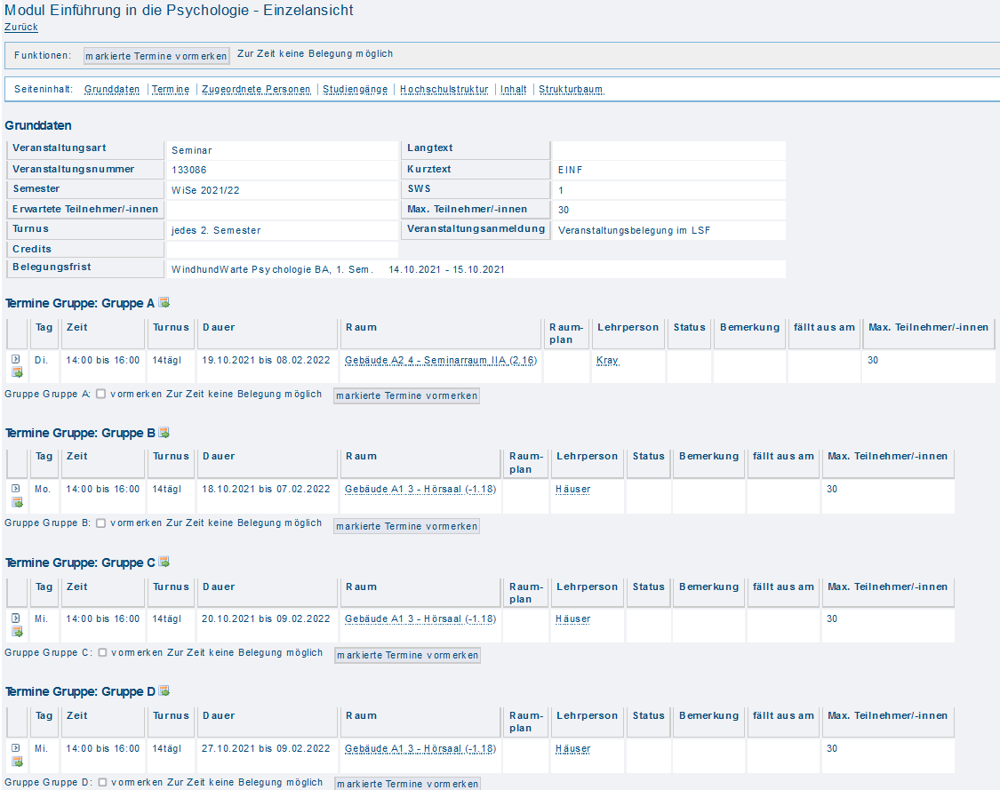 Modul Einführung in die Psychologie - Einzelansicht
Zurück
Funktionen: markierte Termine vormerken Zur Zeit keine Belegung möglich
Seiteninhalt: Grunddaten | Termine | Zugeordnete Personen | Studiengänge | Hochschulstruktur | Inhalt | Strukturbaum
Grunddaten
Veranstaltungsart Seminar Langtext
Veranstaltungsnummer 133086 Kurztext EINF
Semester WiSe 2021/22 SWS 1
Erwartete Teilnehmer/-innen Max. Teilnehmer/-innen 30
Turnus jedes 2. Semester Veranstaltungsanmeldung Veranstaltungsbelegung im LSF
Credits
Belegungsfrist WindhundWarte Psychologie BA, 1. Sem. 14.10.2021 - 15.10.2021
Termine Gruppe: Gruppe A
Tag Zeit Turnus Dauer Raum Raum- Lehrperson Status Bemerkung fällt aus am Max. Teilnehmer/-innen
plan
Di. 14:00 bis 16:00 14tägl 19.10.2021 bis 08.02.2022 Gebäude A2 4 - Seminarraum IIA (2.16) Kray 30
Gruppe Gruppe A: vormerken Zur Zeit keine Belegung möglich markierte Termine vormerken
Termine Gruppe: Gruppe B
Tag Zeit Turnus Dauer Raum Raum- Lehrperson Status Bemerkung fällt aus am Max. Teilnehmer/-innen
plan
Mo. 14:00 bis 16:00 14tägl 18.10.2021 bis 07.02.2022 Gebäude A1 3 - Hörsaal (-1.18) Häuser 30
Gruppe Gruppe B: vormerken Zur Zeit keine Belegung möglich markierte Termine vormerken
Termine Gruppe: Gruppe C
Tag Zeit Turnus Dauer Raum Raum- Lehrperson Status Bemerkung fällt aus am Max. Teilnehmer/-innen
plan
Mi. 14:00 bis 16:00 14tägl 20.10.2021 bis 09.02.2022 Gebäude A1 3 - Hörsaal (-1.18) Häuser 30
Gruppe Gruppe C: vormerken Zur Zeit keine Belegung möglich markierte Termine vormerken
Termine Gruppe: Gruppe D
Tag Zeit Turnus Dauer Raum Raum- Lehrperson Status Bemerkung fällt aus am Max. Teilnehmer/-innen
plan
Mi. 14:00 bis 16:00 14tägl 27.10.2021 bis 09.02.2022 Gebäude A1 3 - Hörsaal (-1.18) Häuser 30
Gruppe Gruppe D: vormerken Zur Zeit keine Belegung möglich markierte Termine vormerken